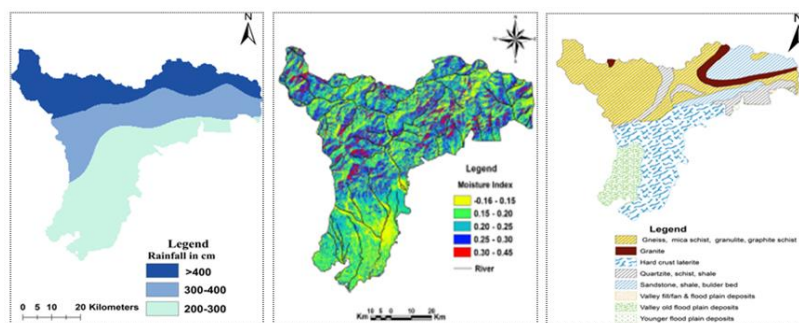 N
Legend
Rainfall in cm
>400
300-400
200-300
0 5 10 20 Kilometers
N
Legend
Moisture Index
-0.16 - 0.15
0.15 - 0.20
0.20 - 0.25
0.25 - 0.30
0.30 - 0.45
River
Km
Km
N
Legend
Gneiss, mica schist, granulite, graphite schist
Granite
Hard crust laterite
Quartzite, schist, shale
Sandstone, shale, bulder bed
Valley fill/fan & flood plain deposits
Valley old flood plain deposits
Younger flood plain deposits